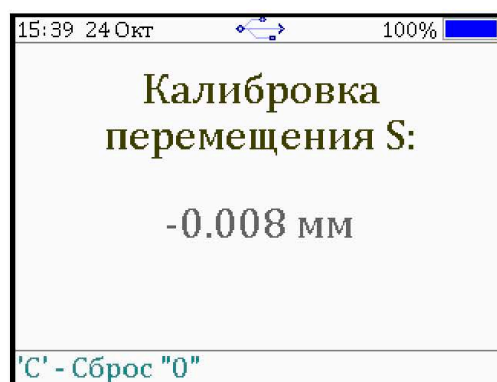 15:39 24 Окт 100%
Калибровка
перемещения S:
-0.008 мм
'С' - Сброс "0"